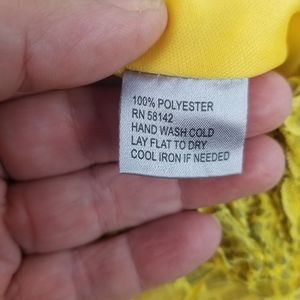 100% POLYESTER
RN 58142
HAND WASH COLD
LAY FLAT TO DRY
COOL IRON IF NEEDED